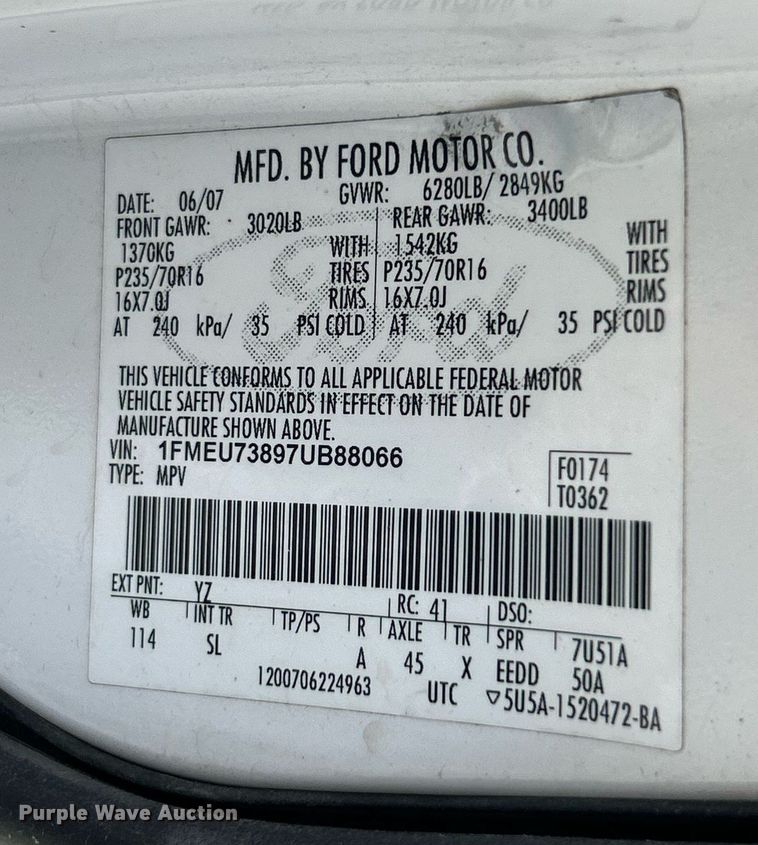 MFD. BY FORD MOTOR CO.
DATE: 06/07 GVWR: 6280LB/ 2849KG
FRONT GAWR: 3020LB REAR GAWR: 3400LB
1370KG WITH 1542KG WITH
P235/70R16 TIRES P235/70R16 TIRES
16X7.0J RIMS 16X7.0J RIMS
AT 240 kPa/ 35 PSI COLD AT 240 kPa/ 35 PSI COLD
Ford
THIS VEHICLE CONFORMS TO ALL APPLICABLE FEDERAL MOTOR
VEHICLE SAFETY STANDARDS IN EFFECT ON THE DATE OF
MANUFACTURE SHOWN ABOVE.
VIN: 1FMEU73897UB88066
TYPE: MPV
F0174
T0362
EXT PNT: YZ RC: 41 DSO:
WB INT TR TP/PS R AXLE TR SPR 7U51A
114 SL A 45 X EEDD 50A
1200706224963 UTC ▽5U5A-1520472-BA
Purple Wave Auction